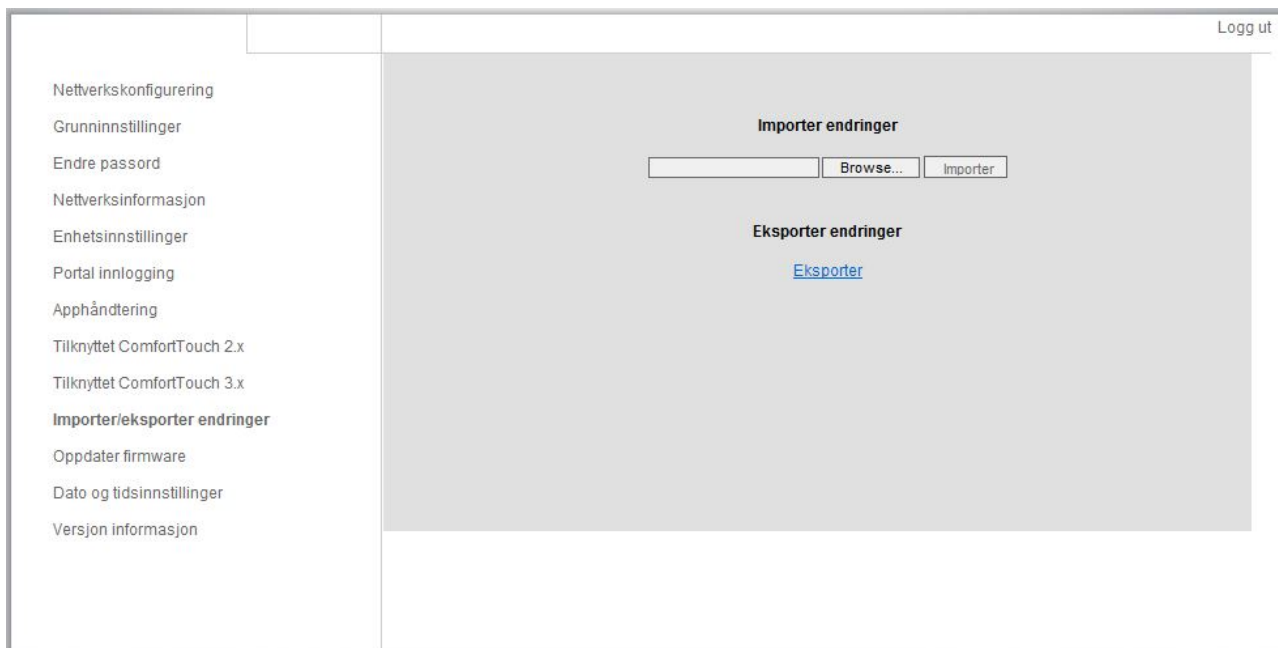 Logg ut
Nettverkskonfigurering
Grunninnstillinger
Endre passord
Nettverksinformasjon
Enhetsinnstillinger
Portal innlogging
Apphåndtering
Tilknyttet ComfortTouch 2.x
Tilknyttet ComfortTouch 3.x
Importer/eksporter endringer
Oppdater firmware
Dato og tidsinnstillinger
Versjon informasjon
Importer endringer
Browse... Importer
Eksporter endringer
Eksporter